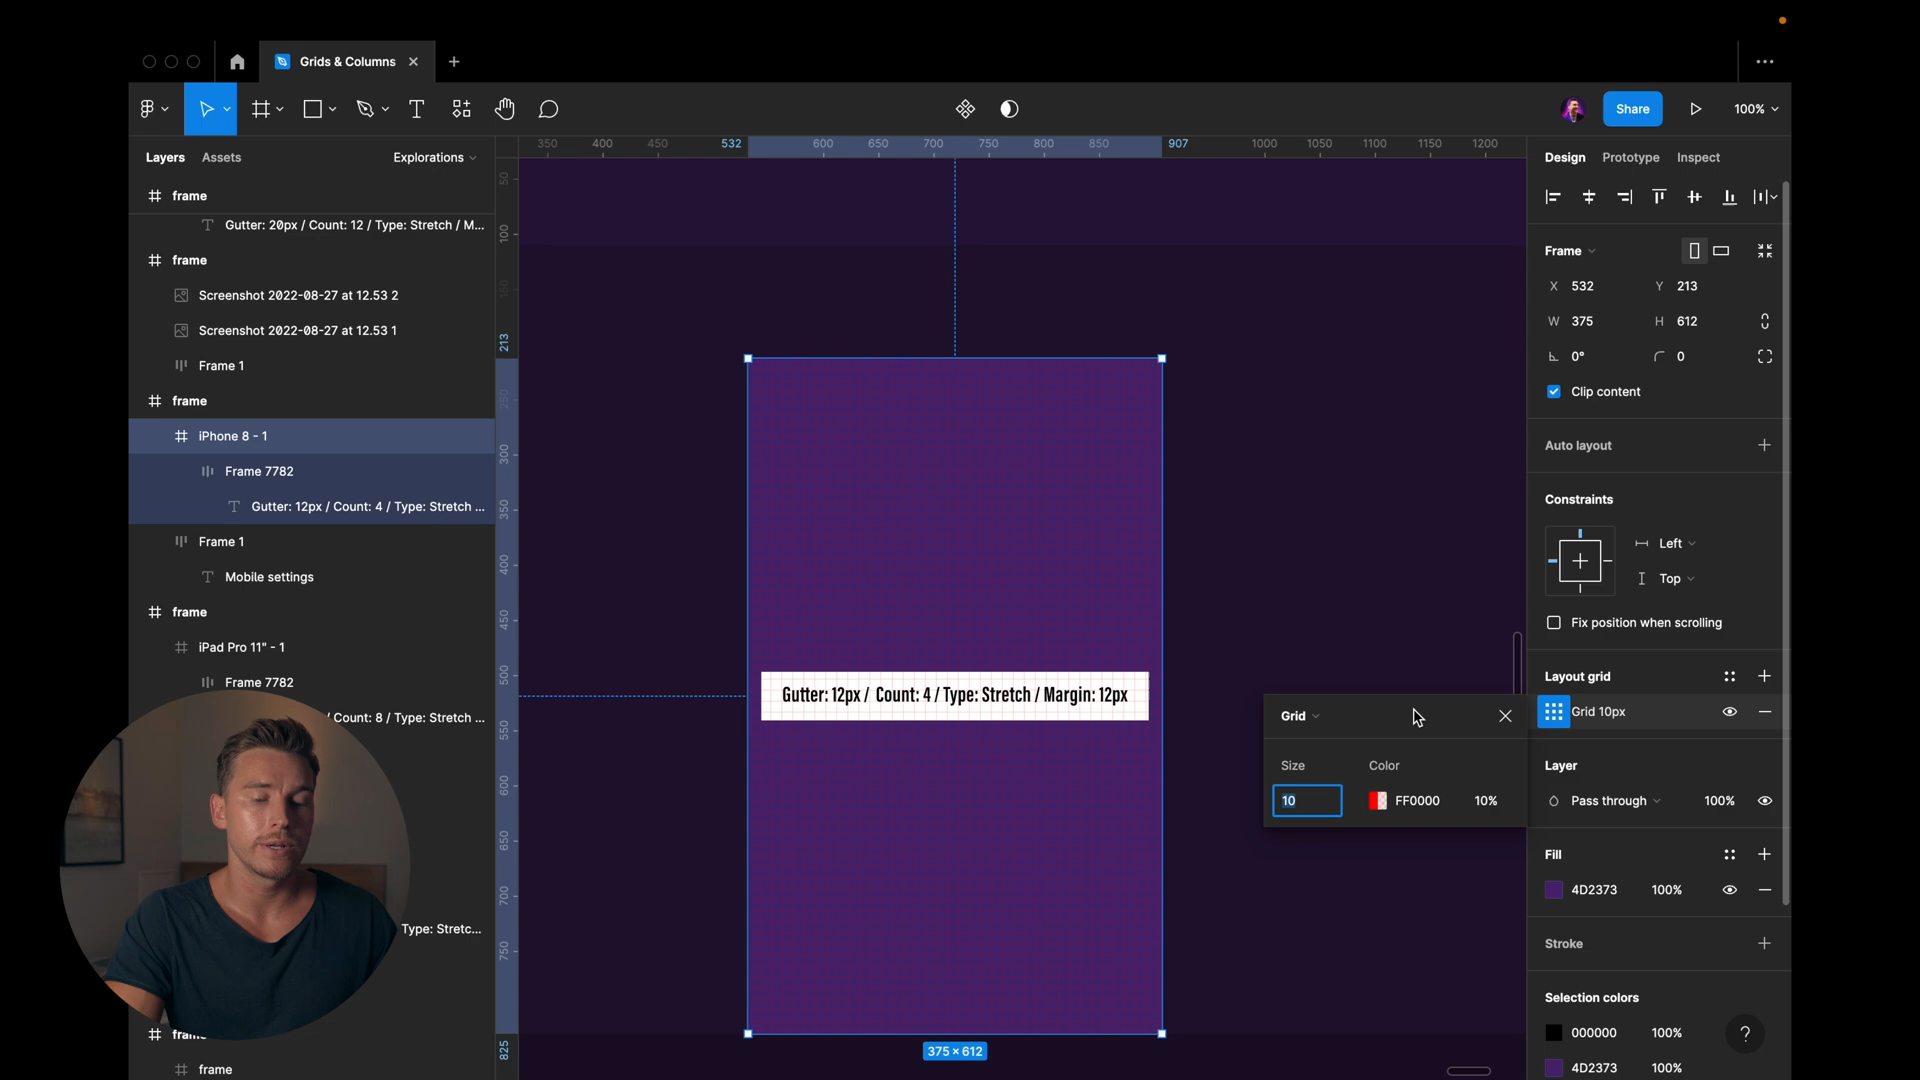 Grids & Columns
Share
100%
Layers
Assets
Explorations
350 400 450 532 600 650 700 750 800 850 907 1000 1050 1100 1150 1200
Design
Prototype
Inspect
frame
Gutter: 20px / Count: 12 / Type: Stretch / M...
frame
Screenshot 2022-08-27 at 12.53 2
Screenshot 2022-08-27 at 12.53 1
Frame 1
frame
iPhone 8 - 1
Frame 7782
Gutter: 12px / Count: 4 / Type: Stretch ...
Frame 1
Mobile settings
frame
iPad Pro 11" - 1
Frame 7782
/ Count: 8 / Type: Stretch ...
Type: Stretc...
frame
50
100
150
213
250
300
350
400
450
500
550
600
650
700
750
825
Gutter: 12px / Count: 4 / Type: Stretch / Margin: 12px
375 × 612
Grid
Size
Color
10
FF0000
10%
Frame
X 532
Y 213
W 375
H 612
0°
0
Clip content
Auto layout
Constraints
Left
Top
Fix position when scrolling
Layout grid
Grid 10px
Layer
Pass through
100%
Fill
4D2373
100%
Stroke
Selection colors
000000
100%
4D2373
100%
?